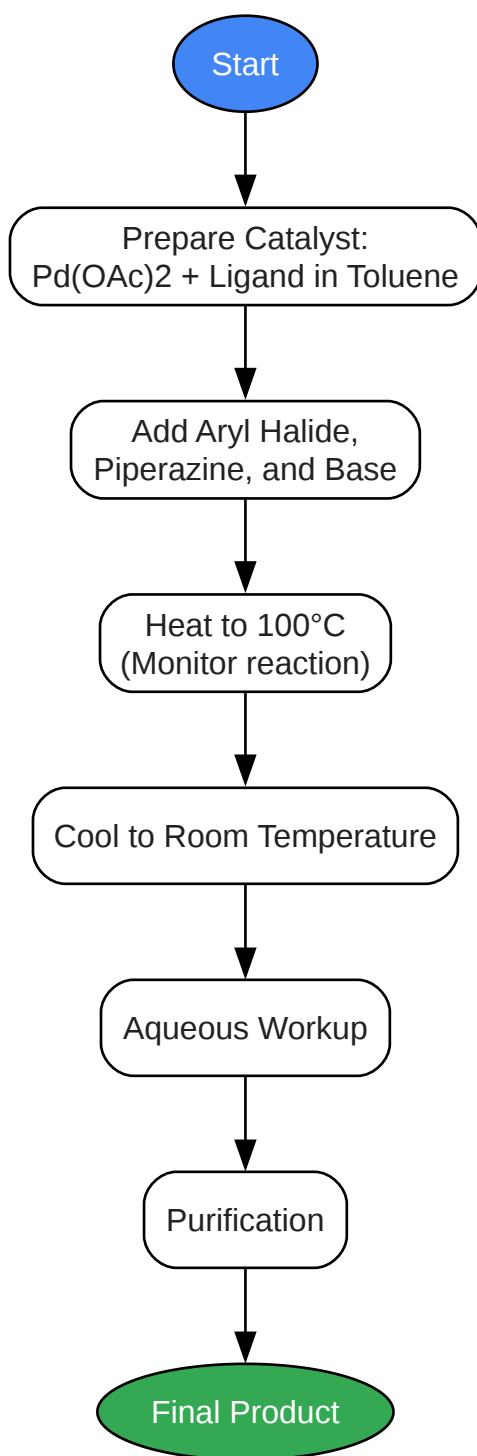 Start
Prepare Catalyst:
Pd(OAc)2 + Ligand in Toluene
Add Aryl Halide,
Piperazine, and Base
Heat to 100°C
(Monitor reaction)
Cool to Room Temperature
Aqueous Workup
Purification
Final Product